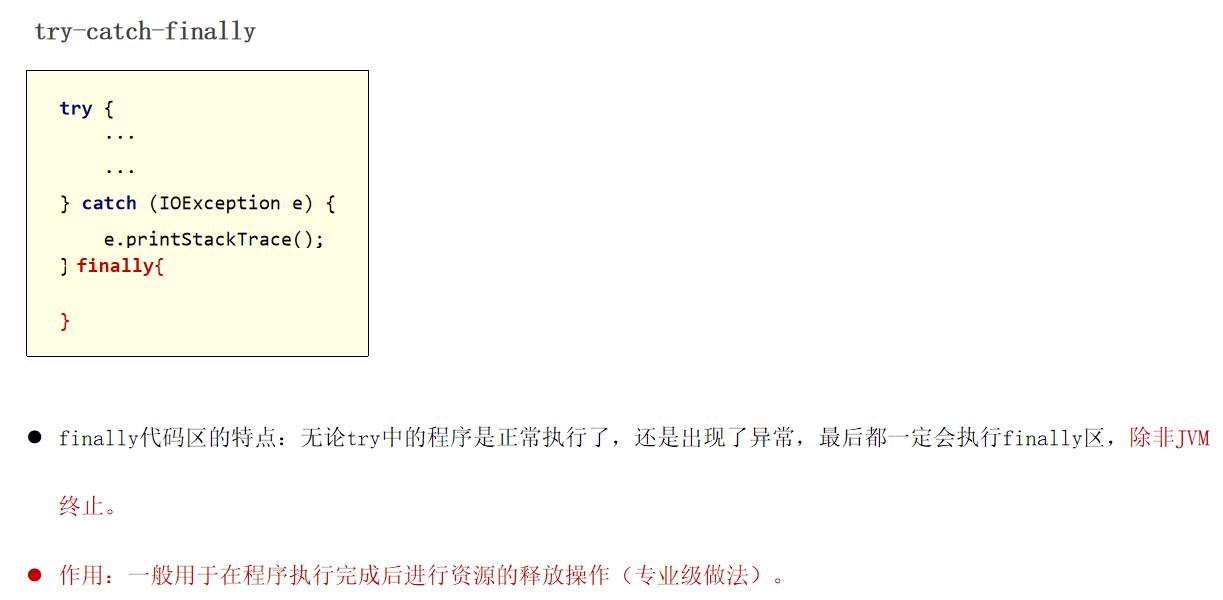 try-catch-finally
try {
...
...
} catch (IOException e) {
e.printStackTrace();
} finally{
}
● finally代码区的特点：无论try中的程序是正常执行了，还是出现了异常，最后都一定会执行finally区，除非JVM
终止。
● 作用：一般用于在程序执行完成后进行资源的释放操作（专业级做法）。